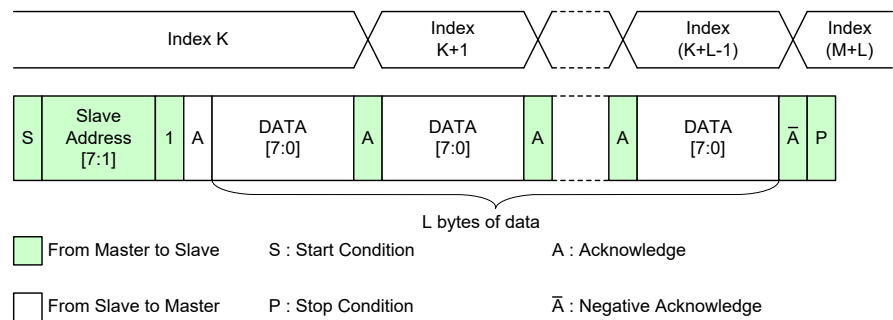 Index K
Index
K+1
Index
(K+L-1)
Index
(M+L)
S
Slave
Address
[7:1]
1
A
DATA
[7:0]
A
DATA
[7:0]
A
A
DATA
[7:0]
A̅
P
L bytes of data
From Master to Slave
S : Start Condition
A : Acknowledge
From Slave to Master
P : Stop Condition
A̅ : Negative Acknowledge